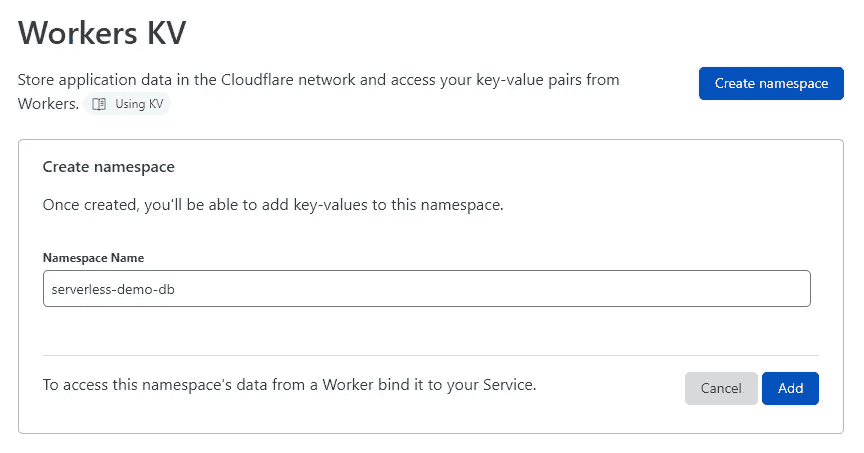 Workers KV
Store application data in the Cloudflare network and access your key-value pairs from
Workers. Using KV
Create namespace
Create namespace
Once created, you'll be able to add key-values to this namespace.
Namespace Name
serverless-demo-db
To access this namespace's data from a Worker bind it to your Service.
Cancel Add